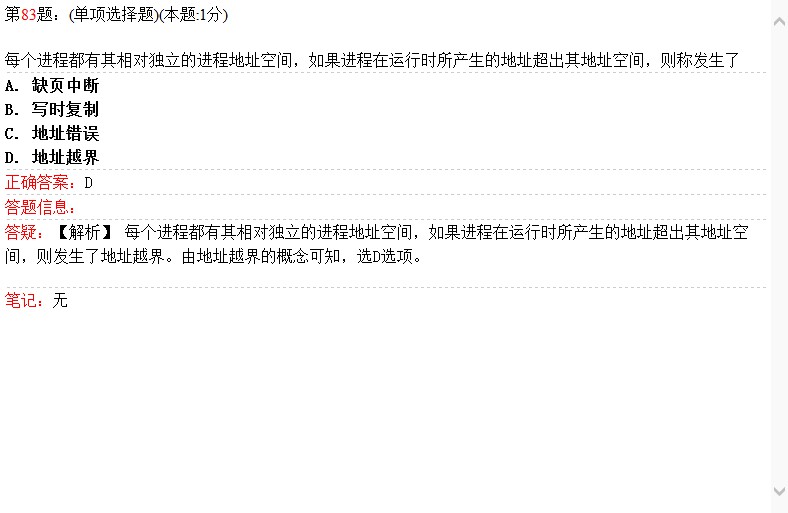 第83题：(单项选择题)(本题:1分)
每个进程都有其相对独立的进程地址空间，如果进程在运行时所产生的地址超出其地址空间，则称发生了
A. 缺页中断
B. 写时复制
C. 地址错误
D. 地址越界
正确答案：D
答题信息：
答疑：【解析】 每个进程都有其相对独立的进程地址空间，如果进程在运行时所产生的地址超出其地址空
间，则发生了地址越界。由地址越界的概念可知，选D选项。
笔记：无